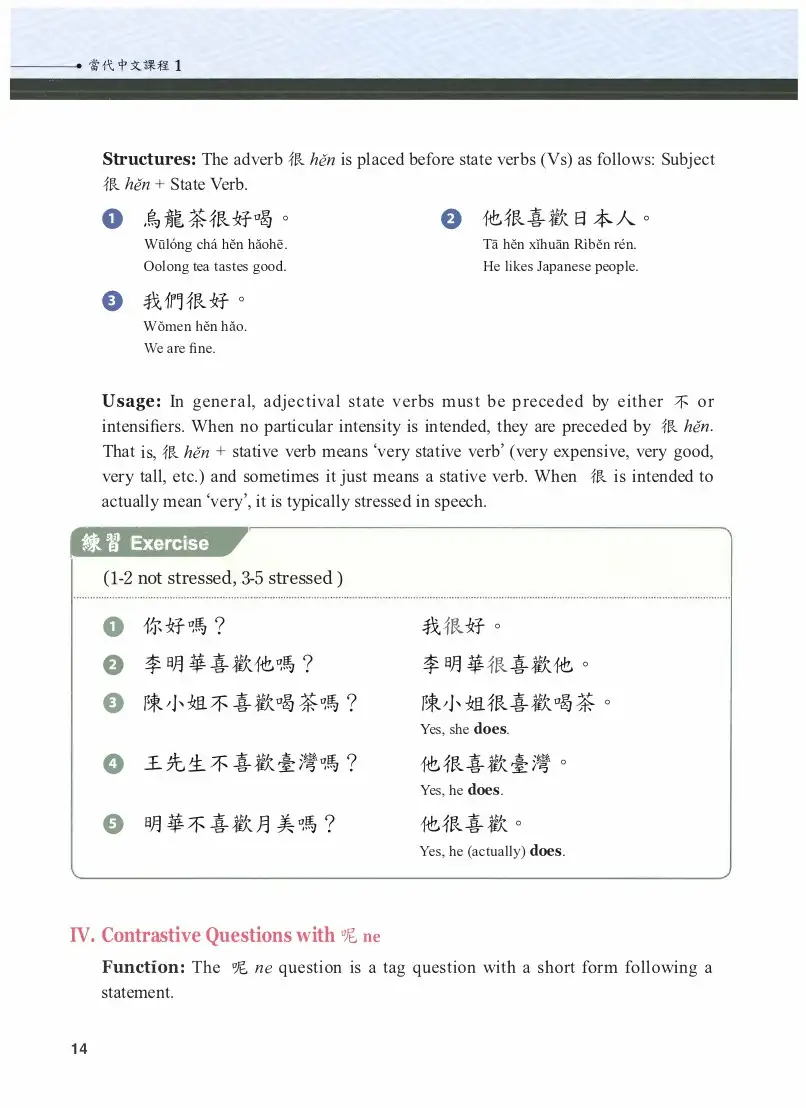 當代中文課程 1
Structures: The adverb 很 hěn is placed before state verbs (Vs) as follows: Subject
很 hěn + State Verb.
1 烏龍茶很好喝。
Wūlóng chá hěn hǎohē.
Oolong tea tastes good.
2 他很喜歡日本人。
Tā hěn xǐhuān Rìběn rén.
He likes Japanese people.
3 我們很好。
Wǒmen hěn hǎo.
We are fine.
Usage: In general, adjectival state verbs must be preceded by either 不 or
intensifiers. When no particular intensity is intended, they are preceded by 很 hěn.
That is, 很 hěn + stative verb means ‘very stative verb’ (very expensive, very good,
very tall, etc.) and sometimes it just means a stative verb. When 很 is intended to
actually mean ‘very’, it is typically stressed in speech.
練習 Exercise
(1-2 not stressed, 3-5 stressed )
1 你好嗎？ 我很好。
2 李明華喜歡他嗎？ 李明華很喜歡他。
3 陳小姐不喜歡喝茶嗎？ 陳小姐很喜歡喝茶。
Yes, she does.
4 王先生不喜歡臺灣嗎？ 他很喜歡臺灣。
Yes, he does.
5 明華不喜歡月美嗎？ 他很喜歡。
Yes, he (actually) does.
IV. Contrastive Questions with 呢 ne
Function: The 呢 ne question is a tag question with a short form following a
statement.
14